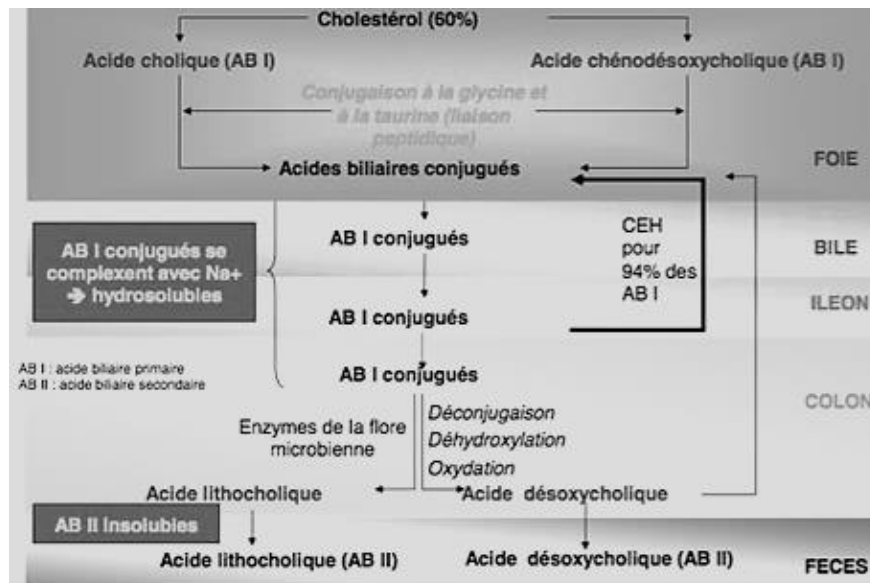 Cholestérol (60%)
Acide cholique (AB I)
Acide chénodésoxycholique (AB I)
Conjugaison à la glycine et
à la taurine (liaison
peptidique)
Acides biliaires conjugués
FOIE
AB I conjugués se
complexent avec Na+
➔ hydrosolubles
AB I conjugués
CEH
pour
94% des
AB I
BILE
AB I conjugués
ILEON
AB I : acide biliaire primaire
AB II : acide biliaire secondaire
AB I conjugués
COLON
Enzymes de la flore
microbienne
Déconjugaison
Déhydroxylation
Oxydation
Acide lithocholique
Acide désoxycholique
AB II Insolubles
Acide lithocholique (AB II)
Acide désoxycholique (AB II)
FECES